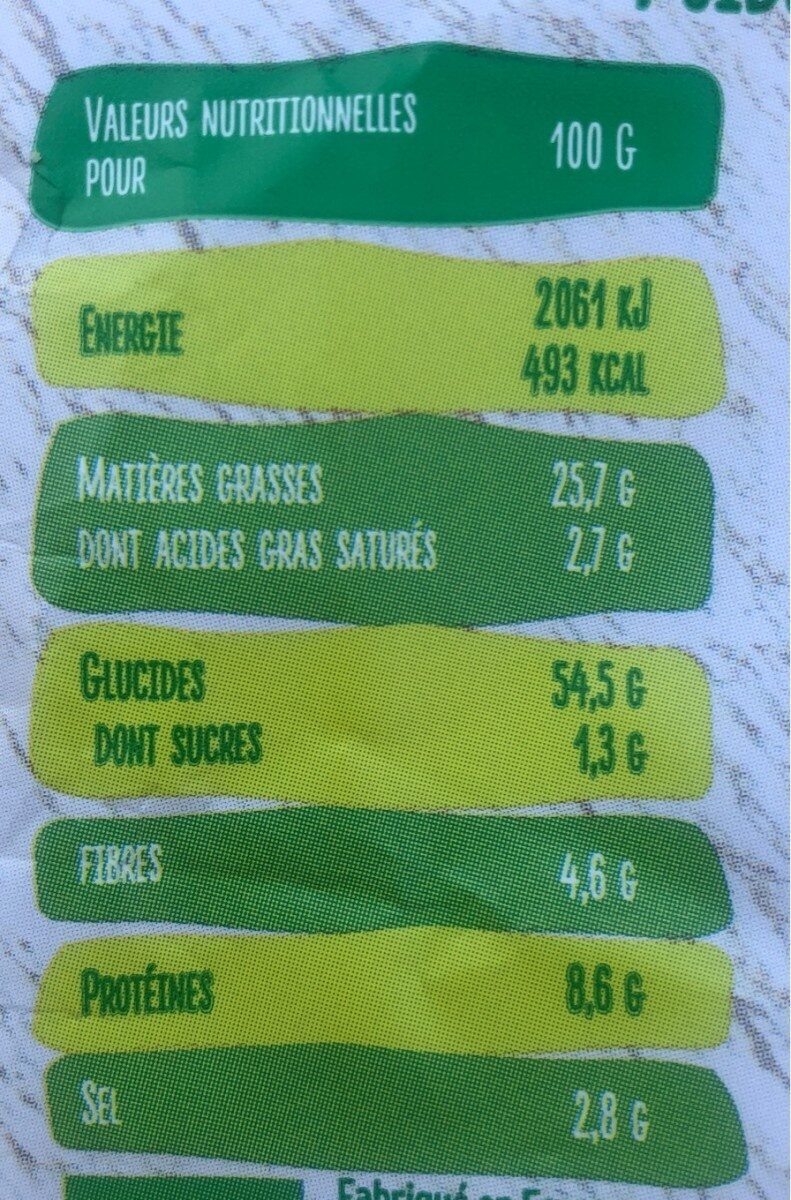 VALEURS NUTRITIONNELLES
POUR 100 G
ENERGIE 2061 KJ
493 KCAL
MATIÈRES GRASSES 25,7 G
DONT ACIDES GRAS SATURÉS 2,7 G
GLUCIDES 54,5 G
DONT SUCRES 1,3 G
FIBRES 4,6 G
PROTÉINES 8,6 G
SEL 2,8 G
Fabriqué en